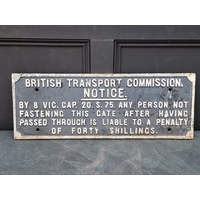 BRITISH TRANSPORT COMMISSION.
NOTICE.
BY 8 VIC. CAP. 20. S. 75 ANY PERSON NOT
FASTENING THIS GATE AFTER HAVING
PASSED THROUGH IS LIABLE TO A PENALTY
OF FORTY SHILLINGS.